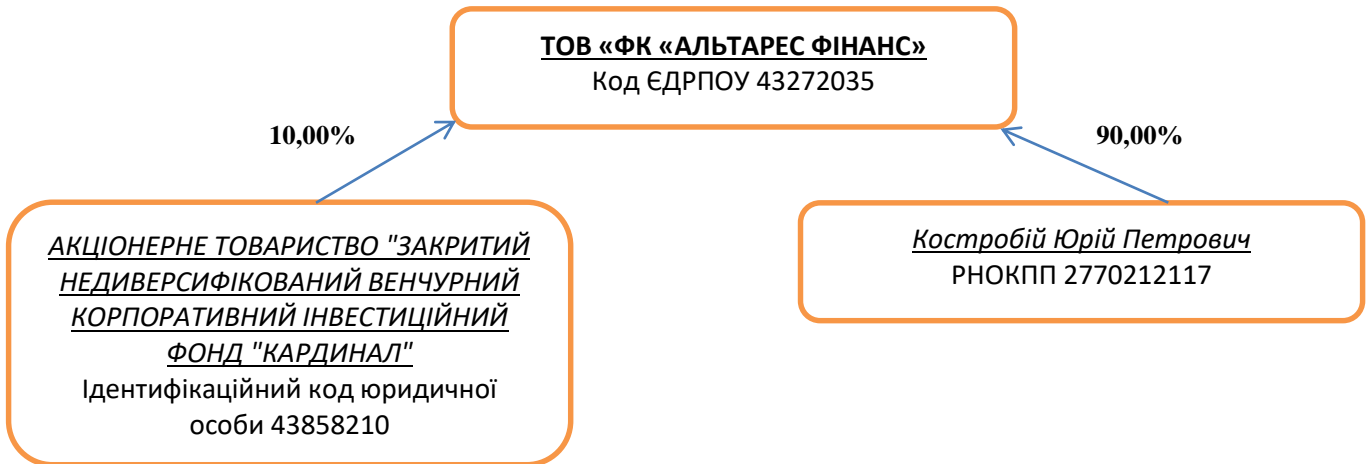 ТОВ «ФК «АЛЬТАРЕС ФІНАНС»
Код ЄДРПОУ 43272035
10,00%
90,00%
АКЦІОНЕРНЕ ТОВАРИСТВО "ЗАКРИТИЙ
НЕДИВЕРСИФІКОВАНИЙ ВЕНЧУРНИЙ
КОРПОРАТИВНИЙ ІНВЕСТИЦІЙНИЙ
ФОНД "КАРДИНАЛ"
Ідентифікаційний код юридичної
особи 43858210
Костробій Юрій Петрович
РНОКПП 2770212117